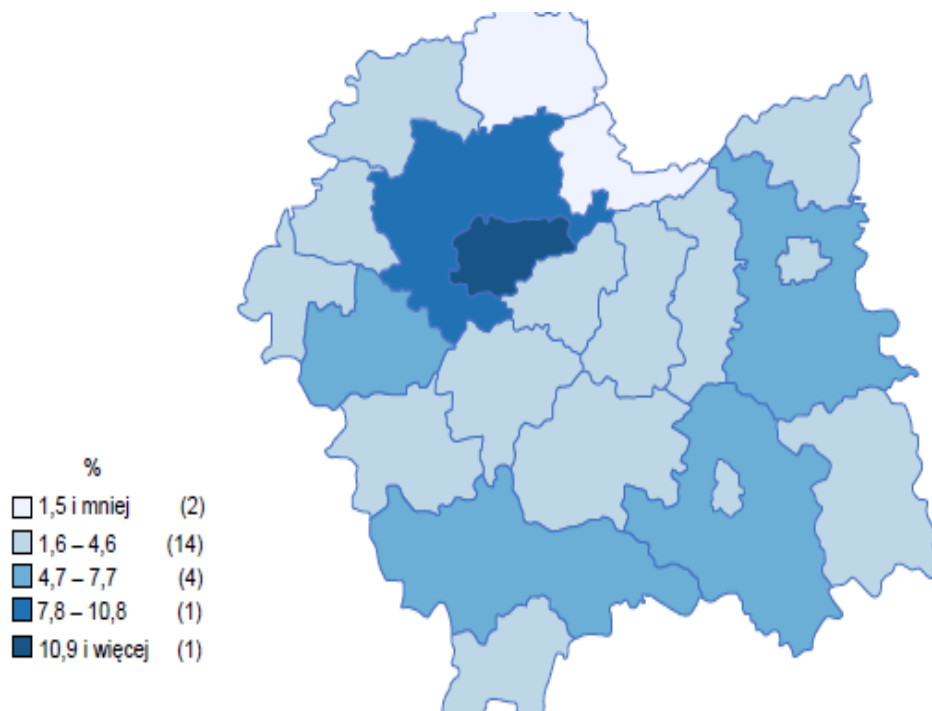 %
1,5 i mniej (2)
1,6 – 4,6 (14)
4,7 – 7,7 (4)
7,8 – 10,8 (1)
10,9 i więcej (1)